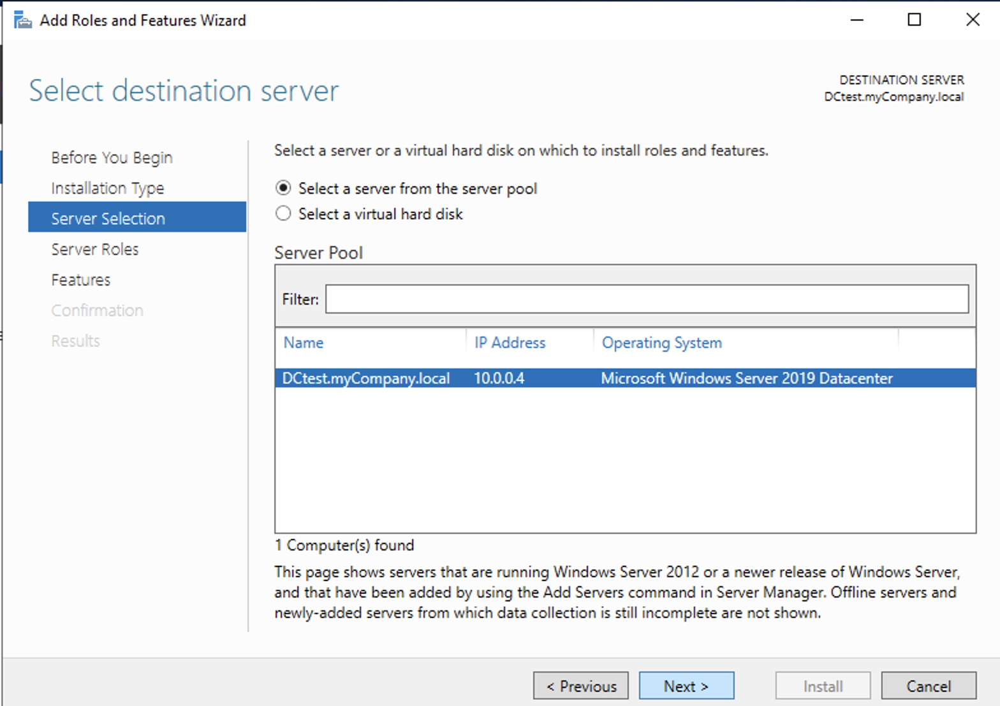 Add Roles and Features Wizard
Select destination server
DESTINATION SERVER
DCtest.myCompany.local
Before You Begin
Installation Type
Server Selection
Server Roles
Features
Confirmation
Results
Select a server or a virtual hard disk on which to install roles and features.
Select a server from the server pool
Select a virtual hard disk
Server Pool
Filter:
Name IP Address Operating System
DCtest.myCompany.local 10.0.0.4 Microsoft Windows Server 2019 Datacenter
1 Computer(s) found
This page shows servers that are running Windows Server 2012 or a newer release of Windows Server,
and that have been added by using the Add Servers command in Server Manager. Offline servers and
newly-added servers from which data collection is still incomplete are not shown.
< Previous Next > Install Cancel